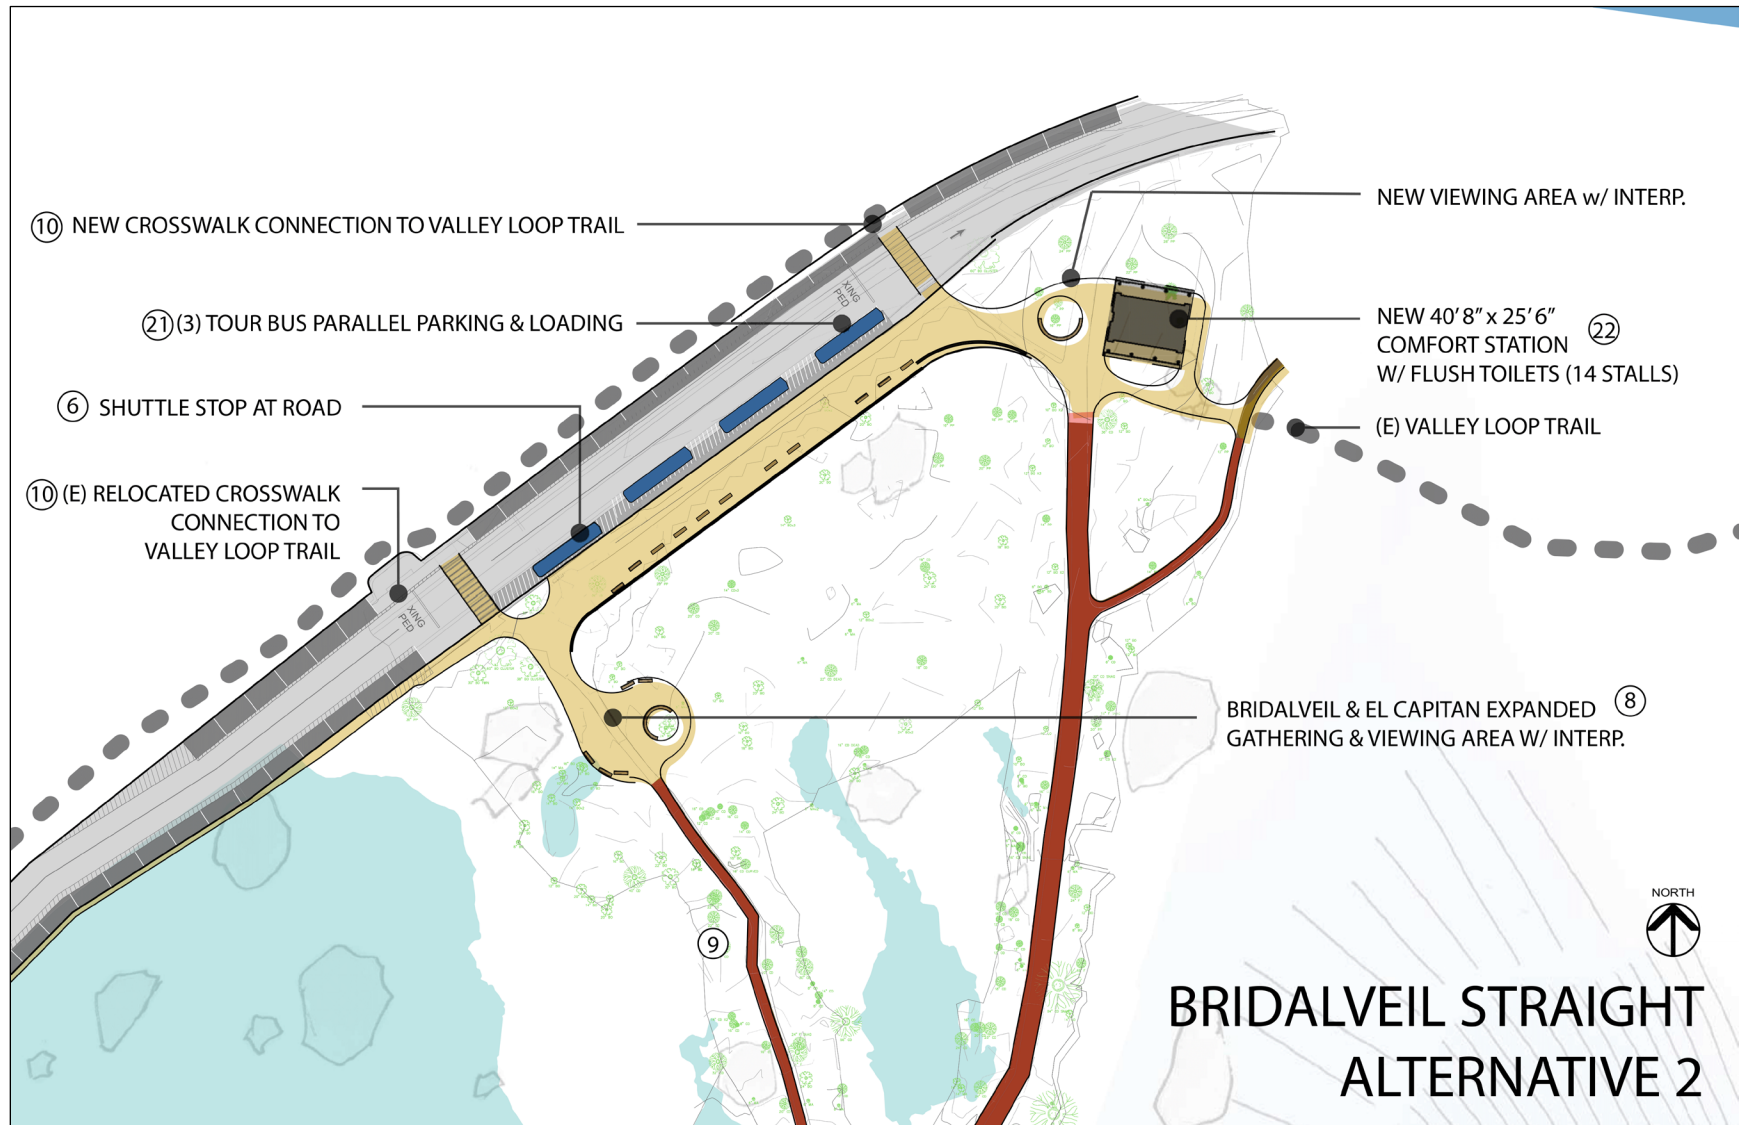 ⑩ NEW CROSSWALK CONNECTION TO VALLEY LOOP TRAIL
㉑ (3) TOUR BUS PARALLEL PARKING & LOADING
⑥ SHUTTLE STOP AT ROAD
⑩ (E) RELOCATED CROSSWALK
CONNECTION TO
VALLEY LOOP TRAIL
XING
PED
XING
PED
NEW VIEWING AREA w/ INTERP.
NEW 40' 8" x 25' 6"
COMFORT STATION ㉒
W/ FLUSH TOILETS (14 STALLS)
(E) VALLEY LOOP TRAIL
BRIDALVEIL & EL CAPITAN EXPANDED ⑧
GATHERING & VIEWING AREA W/ INTERP.
⑨
NORTH
BRIDALVEIL STRAIGHT
ALTERNATIVE 2